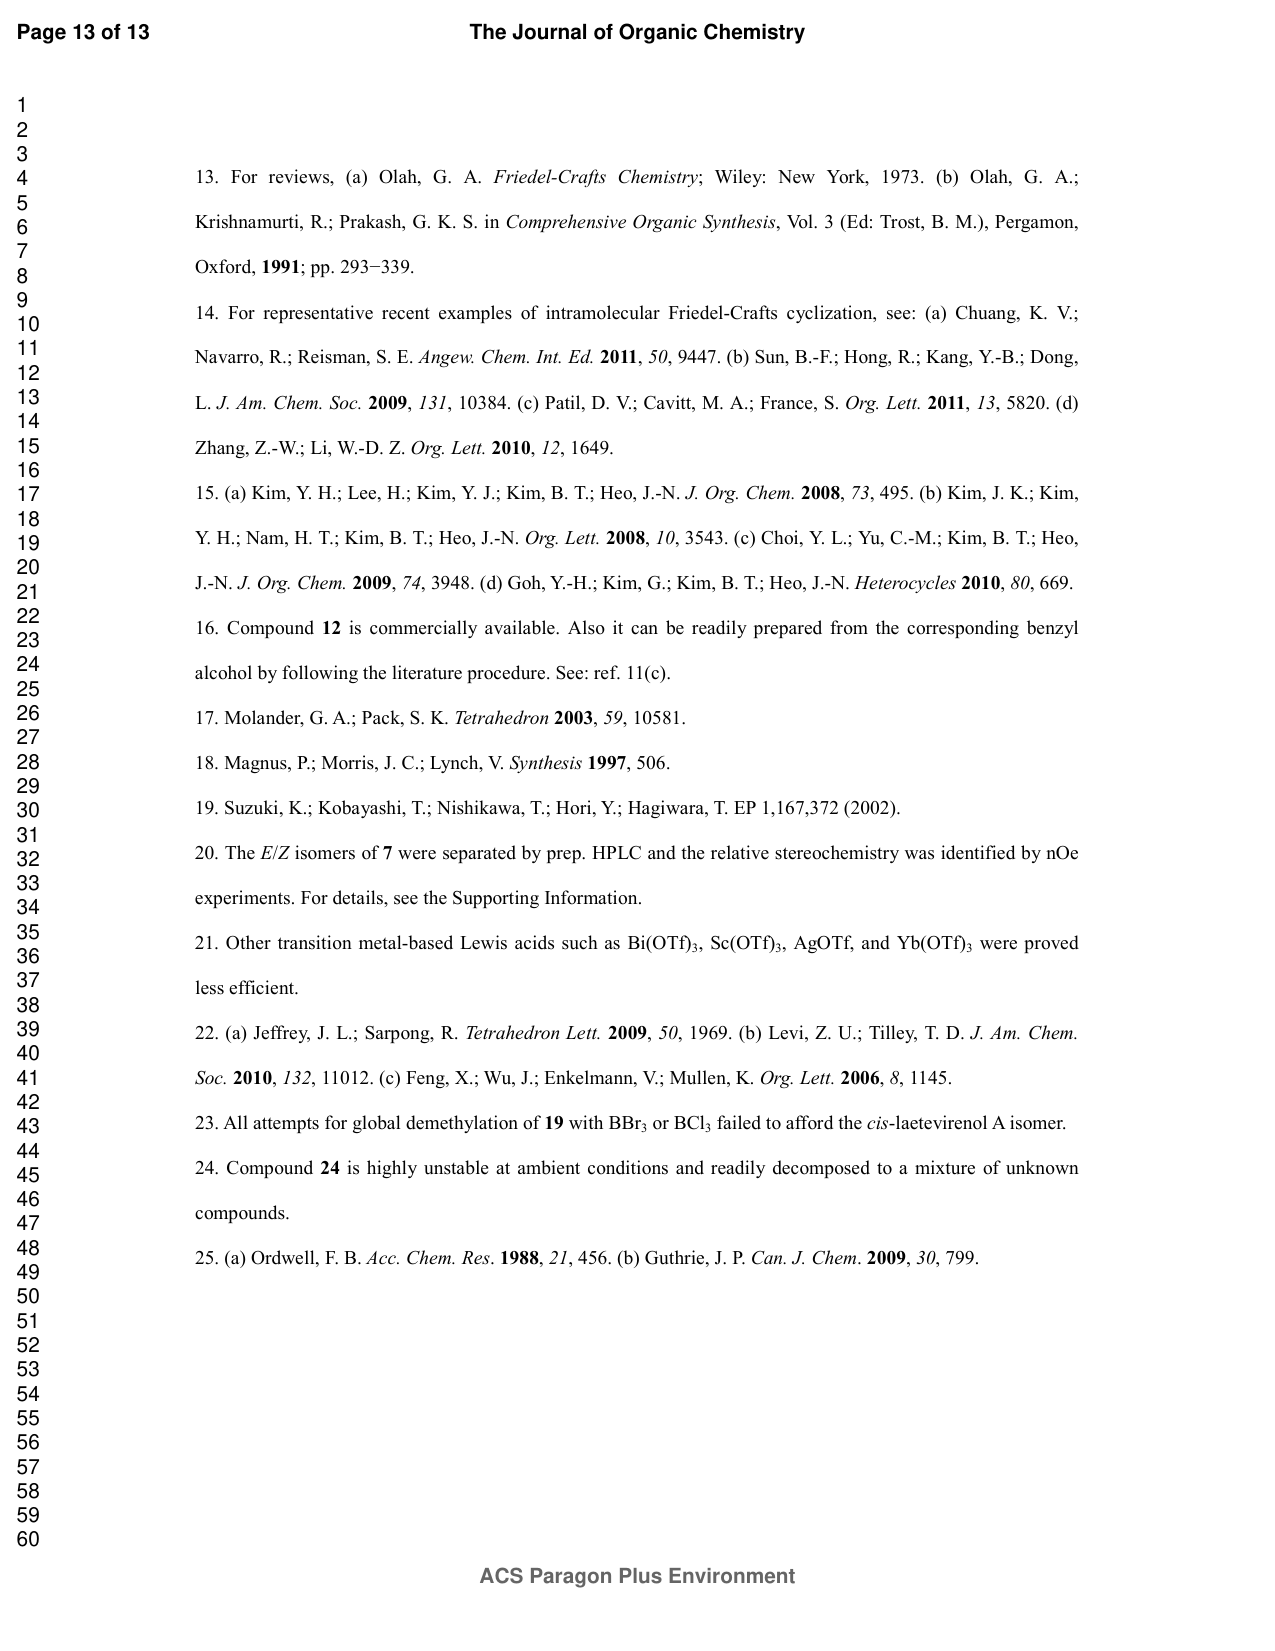 Page 13 of 13
The Journal of Organic Chemistry
1
2
3
4
5
6
7
8
9
10
11
12
13
14
15
16
17
18
19
20
21
22
23
24
25
26
27
28
29
30
31
32
33
34
35
36
37
38
39
40
41
42
43
44
45
46
47
48
49
50
51
52
53
54
55
56
57
58
59
60
13. For reviews, (a) Olah, G. A. Friedel-Crafts Chemistry; Wiley: New York, 1973. (b) Olah, G. A.;
Krishnamurti, R.; Prakash, G. K. S. in Comprehensive Organic Synthesis, Vol. 3 (Ed: Trost, B. M.), Pergamon,
Oxford, 1991; pp. 293−339.
14. For representative recent examples of intramolecular Friedel-Crafts cyclization, see: (a) Chuang, K. V.;
Navarro, R.; Reisman, S. E. Angew. Chem. Int. Ed. 2011, 50, 9447. (b) Sun, B.-F.; Hong, R.; Kang, Y.-B.; Dong,
L. J. Am. Chem. Soc. 2009, 131, 10384. (c) Patil, D. V.; Cavitt, M. A.; France, S. Org. Lett. 2011, 13, 5820. (d)
Zhang, Z.-W.; Li, W.-D. Z. Org. Lett. 2010, 12, 1649.
15. (a) Kim, Y. H.; Lee, H.; Kim, Y. J.; Kim, B. T.; Heo, J.-N. J. Org. Chem. 2008, 73, 495. (b) Kim, J. K.; Kim,
Y. H.; Nam, H. T.; Kim, B. T.; Heo, J.-N. Org. Lett. 2008, 10, 3543. (c) Choi, Y. L.; Yu, C.-M.; Kim, B. T.; Heo,
J.-N. J. Org. Chem. 2009, 74, 3948. (d) Goh, Y.-H.; Kim, G.; Kim, B. T.; Heo, J.-N. Heterocycles 2010, 80, 669.
16. Compound 12 is commercially available. Also it can be readily prepared from the corresponding benzyl
alcohol by following the literature procedure. See: ref. 11(c).
17. Molander, G. A.; Pack, S. K. Tetrahedron 2003, 59, 10581.
18. Magnus, P.; Morris, J. C.; Lynch, V. Synthesis 1997, 506.
19. Suzuki, K.; Kobayashi, T.; Nishikawa, T.; Hori, Y.; Hagiwara, T. EP 1,167,372 (2002).
20. The E/Z isomers of 7 were separated by prep. HPLC and the relative stereochemistry was identified by nOe
experiments. For details, see the Supporting Information.
21. Other transition metal-based Lewis acids such as Bi(OTf)₃, Sc(OTf)₃, AgOTf, and Yb(OTf)₃ were proved
less efficient.
22. (a) Jeffrey, J. L.; Sarpong, R. Tetrahedron Lett. 2009, 50, 1969. (b) Levi, Z. U.; Tilley, T. D. J. Am. Chem.
Soc. 2010, 132, 11012. (c) Feng, X.; Wu, J.; Enkelmann, V.; Mullen, K. Org. Lett. 2006, 8, 1145.
23. All attempts for global demethylation of 19 with BBr₃ or BCl₃ failed to afford the cis-laetevirenol A isomer.
24. Compound 24 is highly unstable at ambient conditions and readily decomposed to a mixture of unknown
compounds.
25. (a) Ordwell, F. B. Acc. Chem. Res. 1988, 21, 456. (b) Guthrie, J. P. Can. J. Chem. 2009, 30, 799.
ACS Paragon Plus Environment